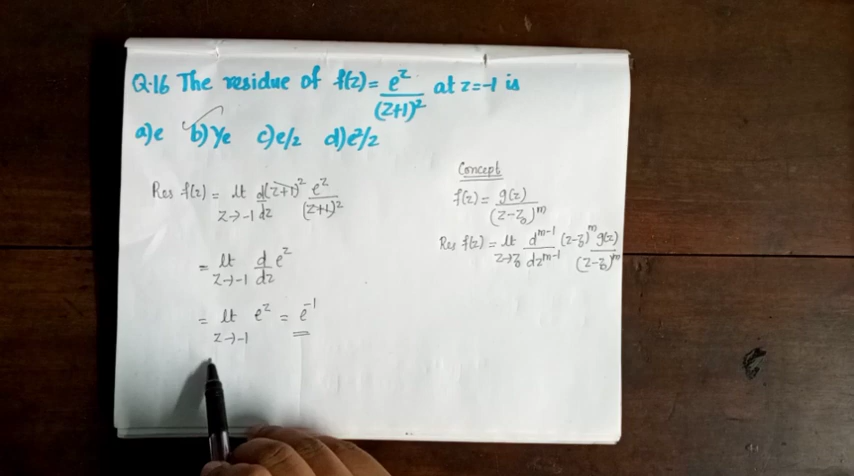 Q.16 The residue of f(z) = e^z/(z+1)^2 at z=-1 is
a) e b) 1/e c) e/2 d) e^2/2
Res f(z) = lt z→-1 d/dz (z+1)^2 e^z/(z+1)^2
= lt z→-1 d/dz e^z
= lt z→-1 e^z = e^-1
Concept
f(z) = g(z)/(z-z0)^m
Res f(z) = lt z→z0 d^m-1/dz^m-1 (z-z0)^m g(z)/(z-z0)^m